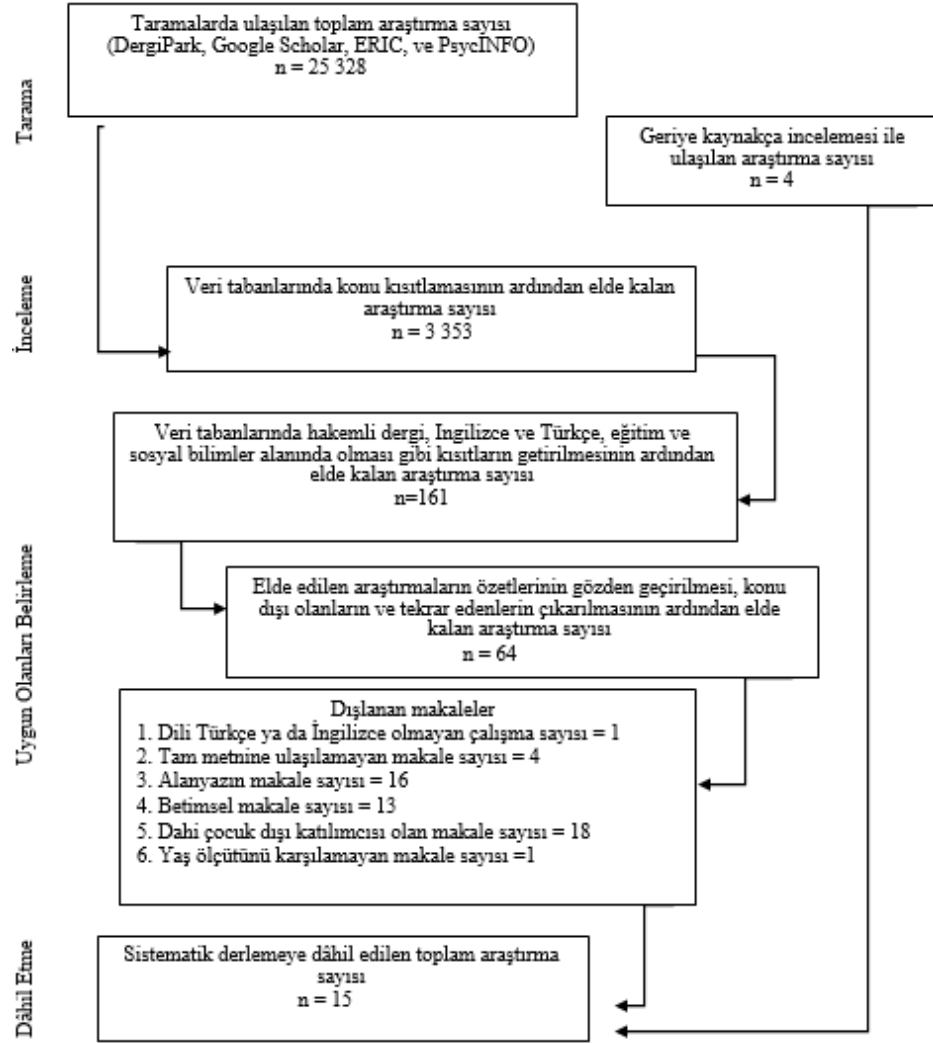 Tarama
Taramalarda ulaşılan toplam araştırma sayısı
(DergiPark, Google Scholar, ERIC, ve PsycINFO)
n = 25 328
Geriye kaynakça incelemesi ile
ulaşılan araştırma sayısı
n = 4
İnceleme
Veri tabanlarında konu kısıtlamasının ardından elde kalan
araştırma sayısı
n = 3 353
Veri tabanlarında hakemli dergi, Ingilizce ve Türkçe, eğitim ve
sosyal bilimler alanında olması gibi kısıtların getirilmesinin ardından
elde kalan araştırma sayısı
n=161
Uygun Olanları Belirleme
Elde edilen araştırmaların özetlerinin gözden geçirilmesi, konu
dışı olanların ve tekrar edenlerin çıkarılmasının ardından elde
kalan araştırma sayısı
n = 64
Dışlanan makaleler
1. Dili Türkçe ya da İngilizce olmayan çalışma sayısı = 1
2. Tam metnine ulaşılamayan makale sayısı = 4
3. Alanyazın makale sayısı = 16
4. Betimsel makale sayısı = 13
5. Dahi çocuk dışı katılımcısı olan makale sayısı = 18
6. Yaş ölçütünü karşılamayan makale sayısı =1
Dâhil Etme
Sistematik derlemeye dâhil edilen toplam araştırma
sayısı
n = 15